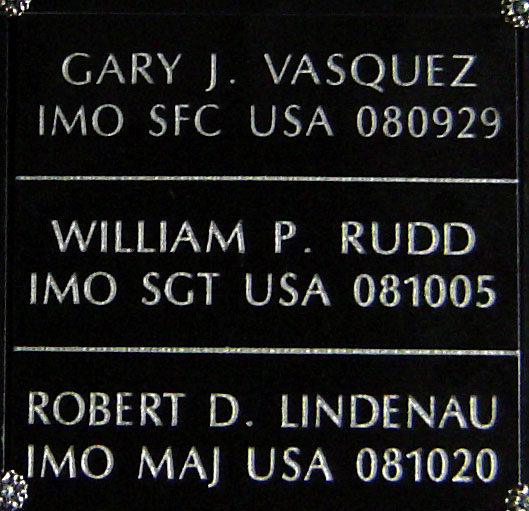 GARY J. VASQUEZ
IMO SFC USA 080929
WILLIAM P. RUDD
IMO SGT USA 081005
ROBERT D. LINDENAU
IMO MAJ USA 081020